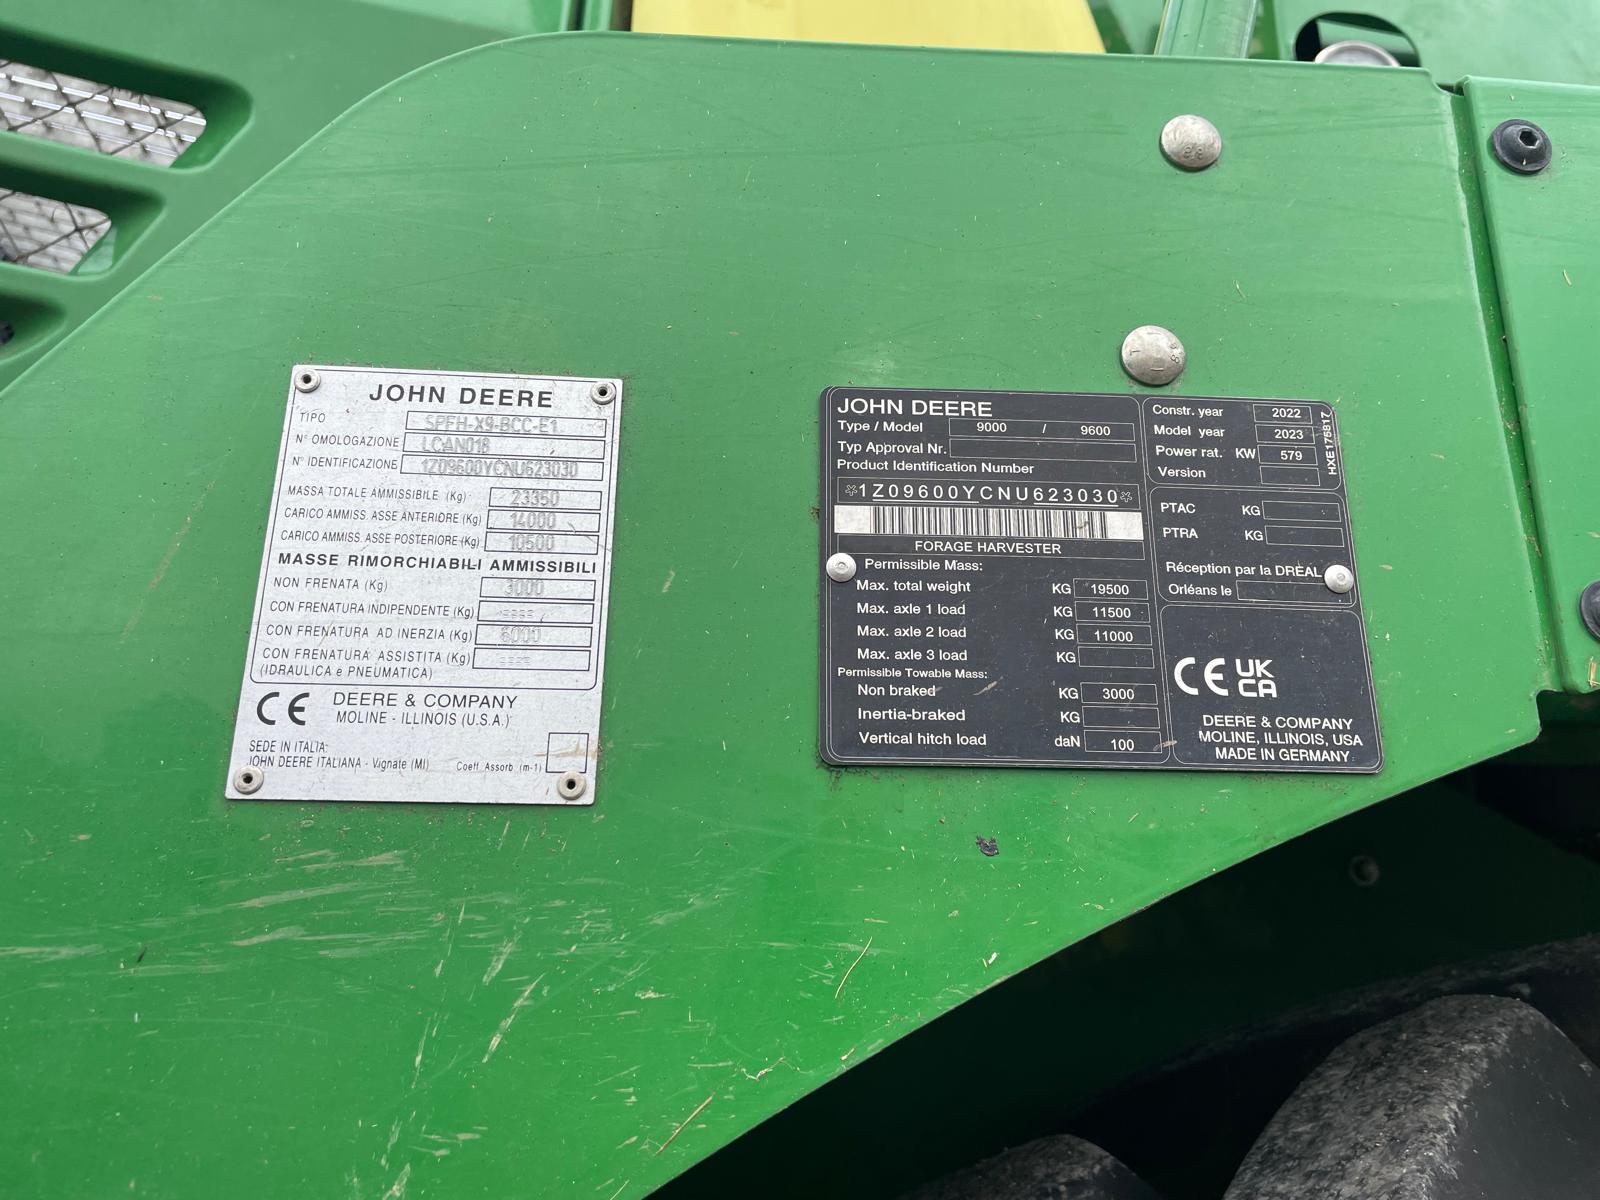 JOHN DEERE
TIPO SPFH-X9-BCC-E1
N° OMOLOGAZIONE LCAN018
N° IDENTIFICAZIONE 1Z09600YCNU623030
MASSA TOTALE AMMISSIBILE (Kg) 23350
CARICO AMMISS. ASSE ANTERIORE (Kg) 14000
CARICO AMMISS. ASSE POSTERIORE (Kg) 10500
MASSE RIMORCHIABILI AMMISSIBILI
NON FRENATA (Kg) 3000
CON FRENATURA INDIPENDENTE (Kg) ====
CON FRENATURA AD INERZIA (Kg) 6000
CON FRENATURA ASSISTITA (Kg) ====
(IDRAULICA e PNEUMATICA)
CE
DEERE & COMPANY
MOLINE - ILLINOIS (U.S.A.)
SEDE IN ITALIA:
JOHN DEERE ITALIANA - Vignate (MI)
Coeff. Assorb. (m-1)
JOHN DEERE
Type / Model 9000 / 9600
Typ Approval Nr.
Product Identification Number
*1Z09600YCNU623030*
FORAGE HARVESTER
Permissible Mass:
Max. total weight KG 19500
Max. axle 1 load KG 11500
Max. axle 2 load KG 11000
Max. axle 3 load KG
Permissible Towable Mass:
Non braked KG 3000
Inertia-braked KG
Vertical hitch load daN 100
Constr. year 2022
Model year 2023
Power rat. KW 579
Version
HXE175817
PTAC KG
PTRA KG
Réception par la DREAL
Orléans le
CE UK
CA
DEERE & COMPANY
MOLINE, ILLINOIS, USA
MADE IN GERMANY